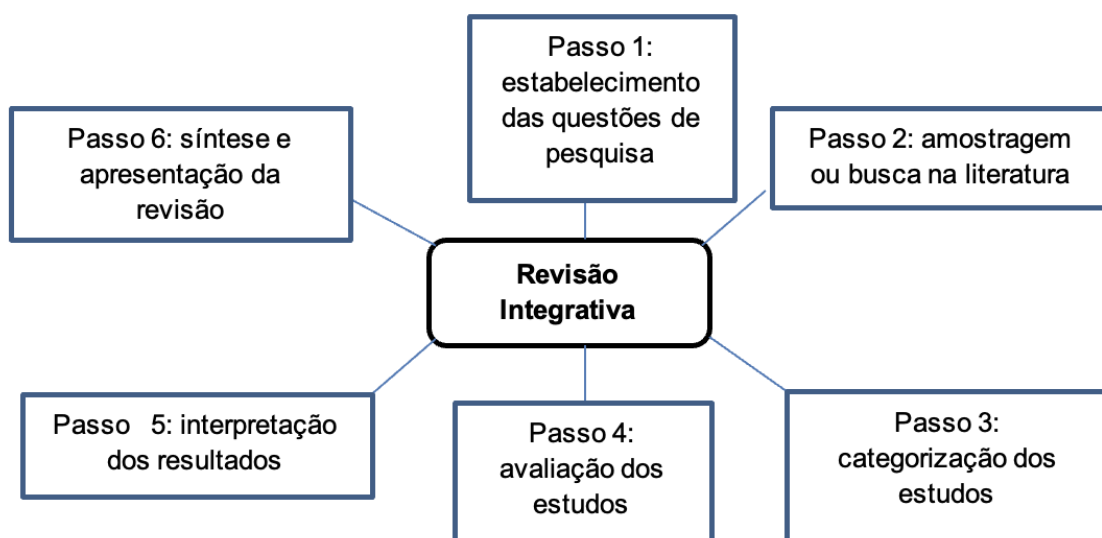 Passo 1:
estabelecimento
das questões de
pesquisa
Passo 2: amostragem
ou busca na literatura
Passo 3:
categorização dos
estudos
Passo 4:
avaliação dos
estudos
Passo 5: interpretação
dos resultados
Passo 6: síntese e
apresentação da
revisão
Revisão
Integrativa